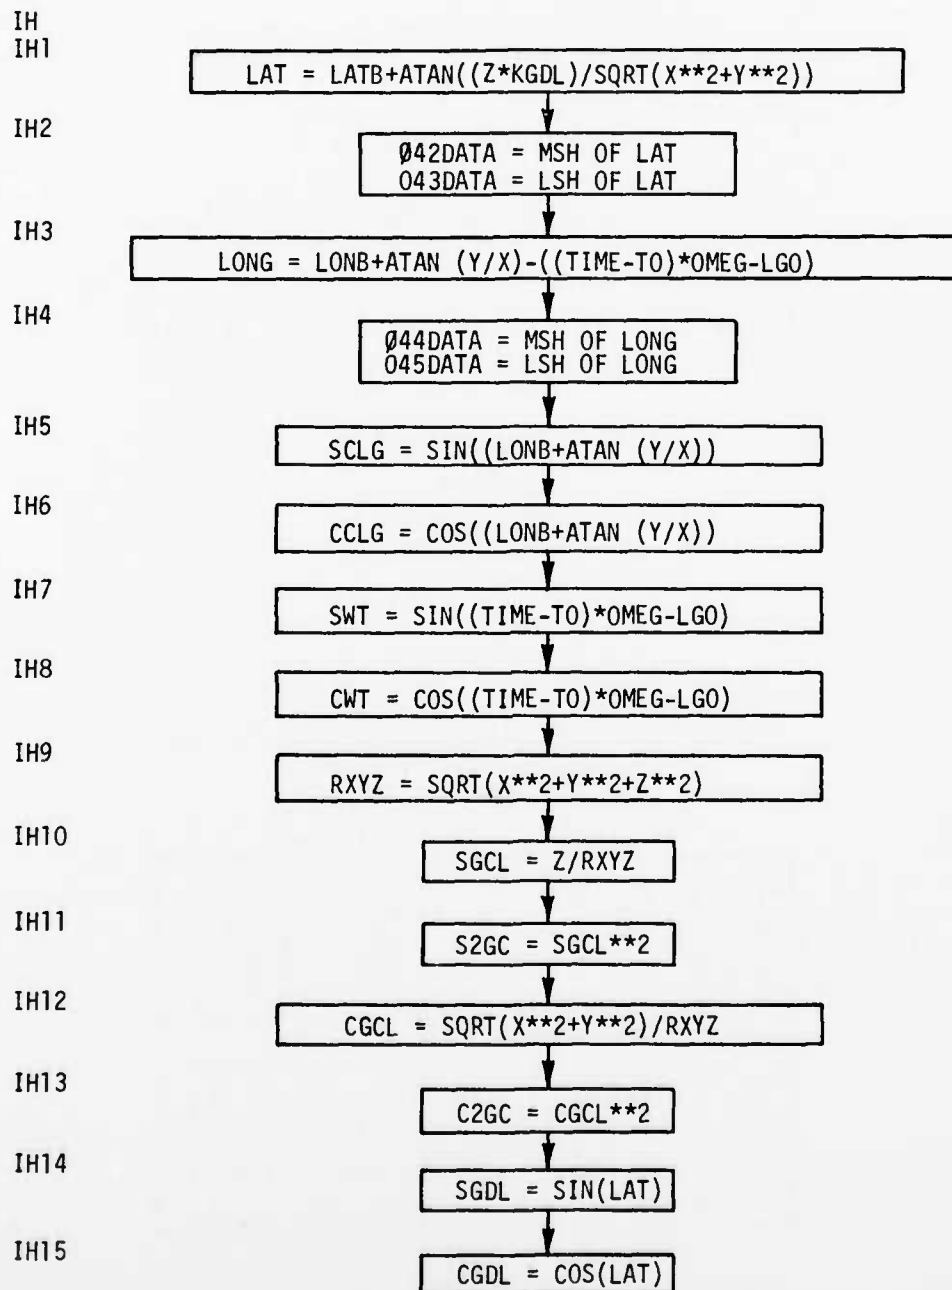 IH
IH1
LAT = LATB+ATAN((Z*KGDL)/SQRT(X**2+Y**2))
IH2
Ø42DATA = MSH OF LAT
O43DATA = LSH OF LAT
IH3
LONG = LONB+ATAN (Y/X)-((TIME-TO)*OMEG-LGO)
IH4
Ø44DATA = MSH OF LONG
O45DATA = LSH OF LONG
IH5
SCLG = SIN((LONB+ATAN (Y/X))
IH6
CCLG = COS((LONB+ATAN (Y/X))
IH7
SWT = SIN((TIME-TO)*OMEG-LGO)
IH8
CWT = COS((TIME-TO)*OMEG-LGO)
IH9
RXYZ = SQRT(X**2+Y**2+Z**2)
IH10
SGCL = Z/RXYZ
IH11
S2GC = SGCL**2
IH12
CGCL = SQRT(X**2+Y**2)/RXYZ
IH13
C2GC = CGCL**2
IH14
SGDL = SIN(LAT)
IH15
CGDL = COS(LAT)